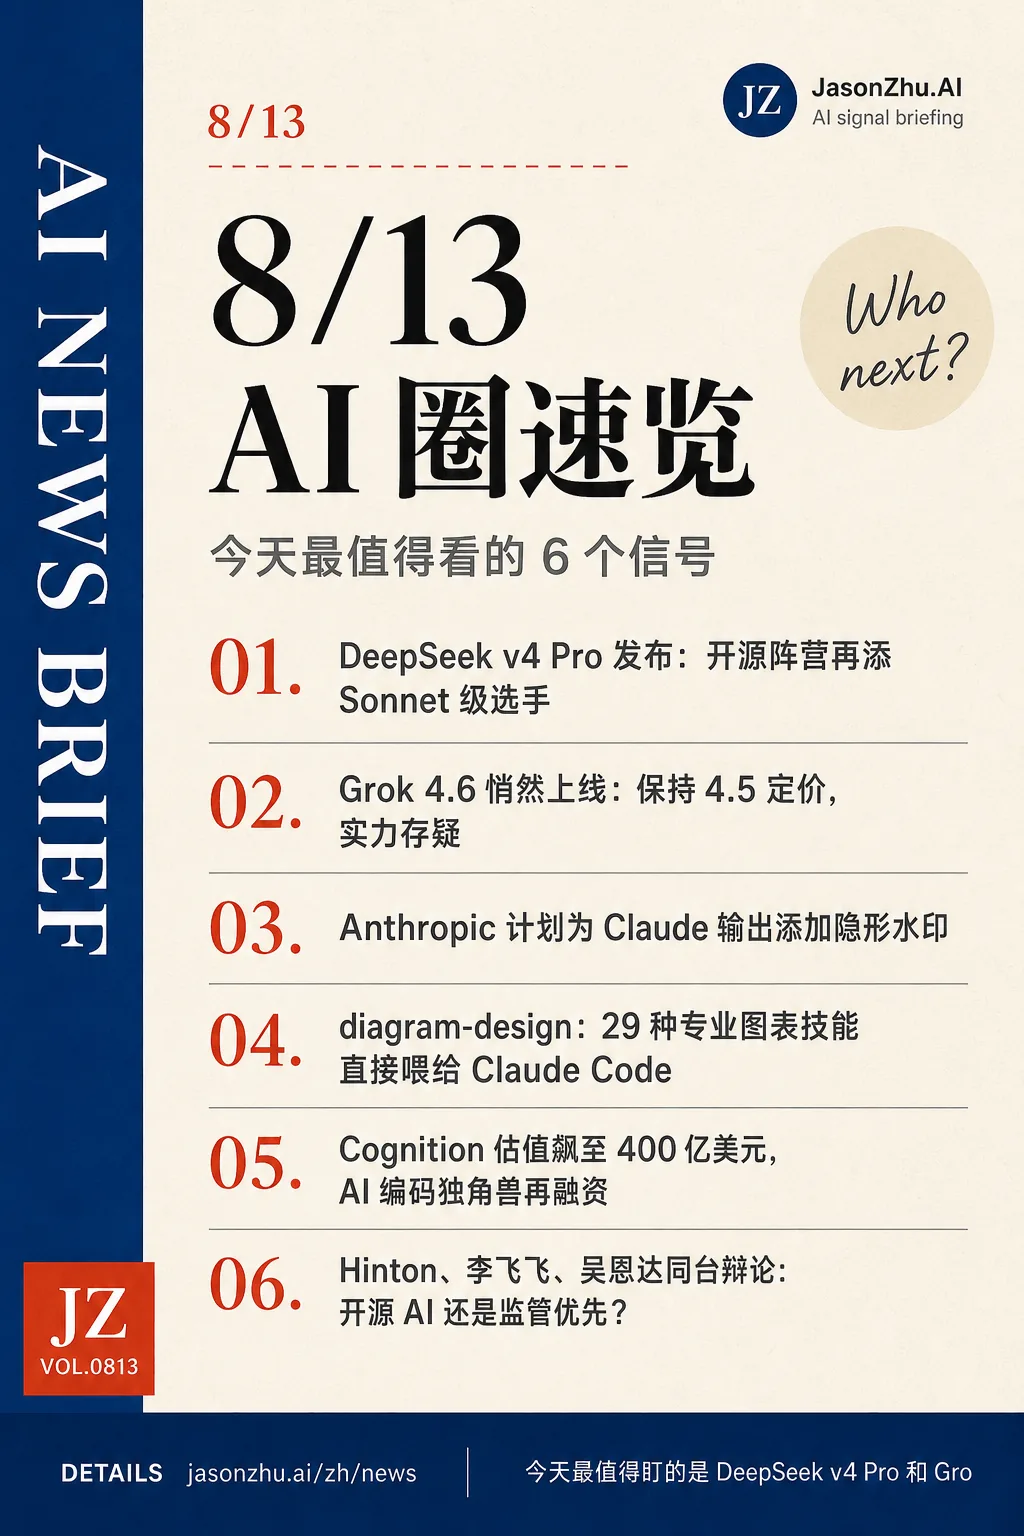 AI NEWS BRIEF
8/13
JZ
JasonZhu.AI
AI signal briefing
8/13
AI 圈速览
Who
next?
今天最值得看的 6 个信号
01.
DeepSeek v4 Pro 发布：开源阵营再添
Sonnet 级选手
02.
Grok 4.6 悄然上线：保持 4.5 定价，
实力存疑
03.
Anthropic 计划为 Claude 输出添加隐形水印
04.
diagram-design：29 种专业图表技能
直接喂给 Claude Code
05.
Cognition 估值飙至 400 亿美元，
AI 编码独角兽再融资
06.
Hinton、李飞飞、吴恩达同台辩论：
开源 AI 还是监管优先？
JZ
VOL.0813
DETAILS jasonzhu.ai/zh/news
今天最值得盯的是 DeepSeek v4 Pro 和 Gro